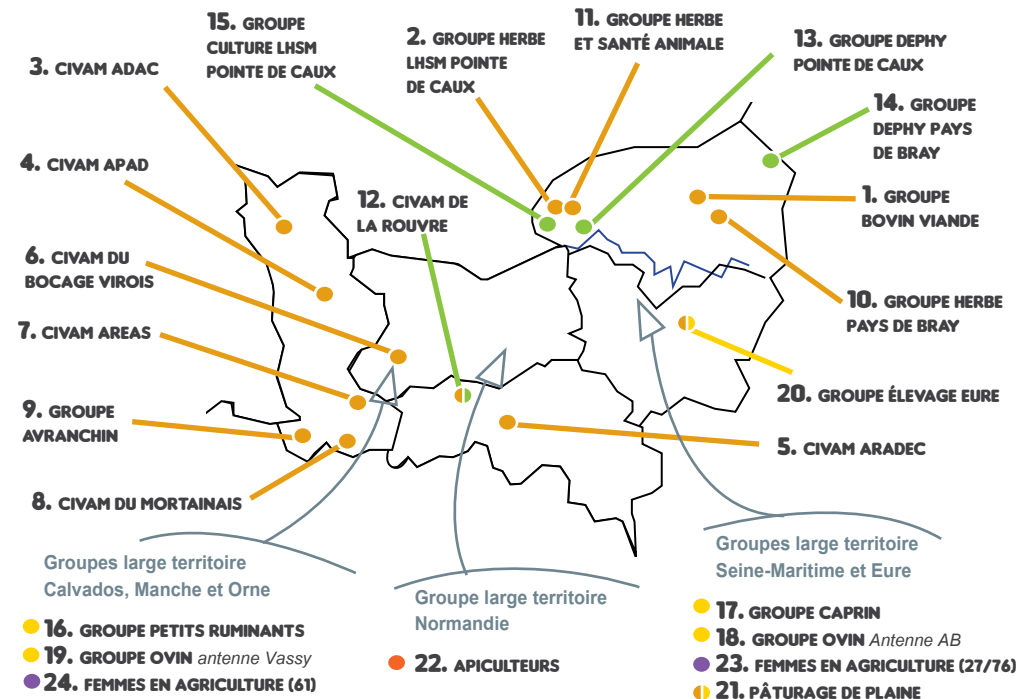 15. GROUPE
CULTURE LHSM
POINTE DE CAUX
2. GROUPE HERBE
LHSM POINTE
DE CAUX
11. GROUPE HERBE
ET SANTÉ ANIMALE
13. GROUPE DEPHY
POINTE DE CAUX
3. CIVAM ADAC
14. GROUPE
DEPHY PAYS
DE BRAY
4. CIVAM APAD
12. CIVAM DE
LA ROUVRE
1. GROUPE
BOVIN VIANDE
6. CIVAM DU
BOCAGE VIROIS
10. GROUPE HERBE
PAYS DE BRAY
7. CIVAM AREAS
20. GROUPE ÉLEVAGE EURE
9. GROUPE
AVRANCHIN
5. CIVAM ARADEC
8. CIVAM DU MORTAINAIS
Groupes large territoire
Calvados, Manche et Orne
16. GROUPE PETITS RUMINANTS
19. GROUPE OVIN antenne Vassy
24. FEMMES EN AGRICULTURE (61)
Groupe large territoire
Normandie
22. APICULTEURS
Groupes large territoire
Seine-Maritime et Eure
17. GROUPE CAPRIN
18. GROUPE OVIN Antenne AB
23. FEMMES EN AGRICULTURE (27/76)
21. PÂTURAGE DE PLAINE